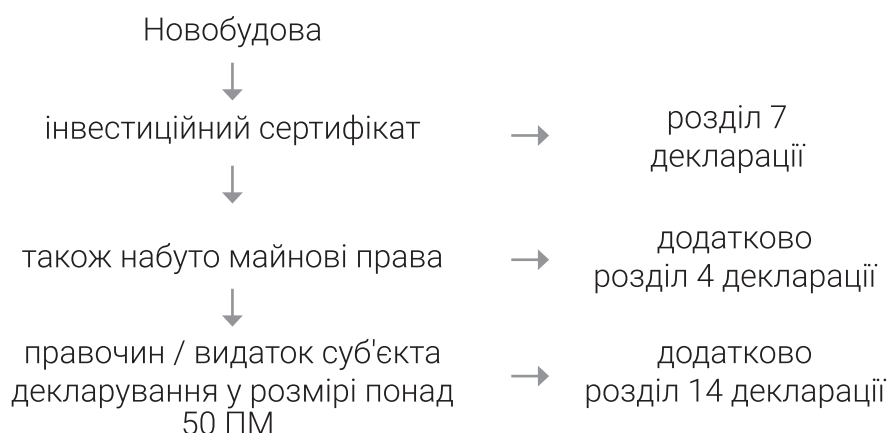 Новобудова
інвестиційний сертифікат
розділ 7
декларації
також набуто майнові права
додатково
розділ 4 декларації
правочин / видаток суб'єкта
декларування у розмірі понад
50 ПМ
додатково
розділ 14 декларації